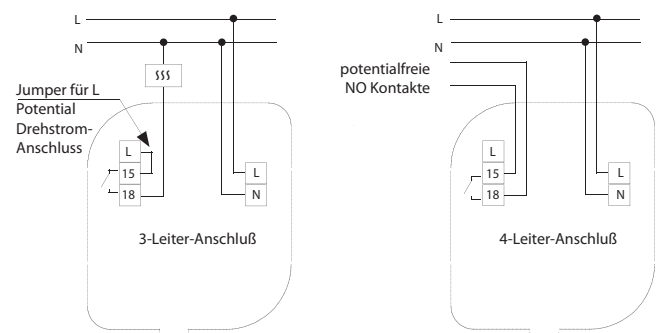 L
N
Jumper für L
Potential
Drehstrom-
Anschluss
L
15
18
L
N
3-Leiter-Anschluß
L
N
potentialfreie
NO Kontakte
L
15
18
L
N
4-Leiter-Anschluß